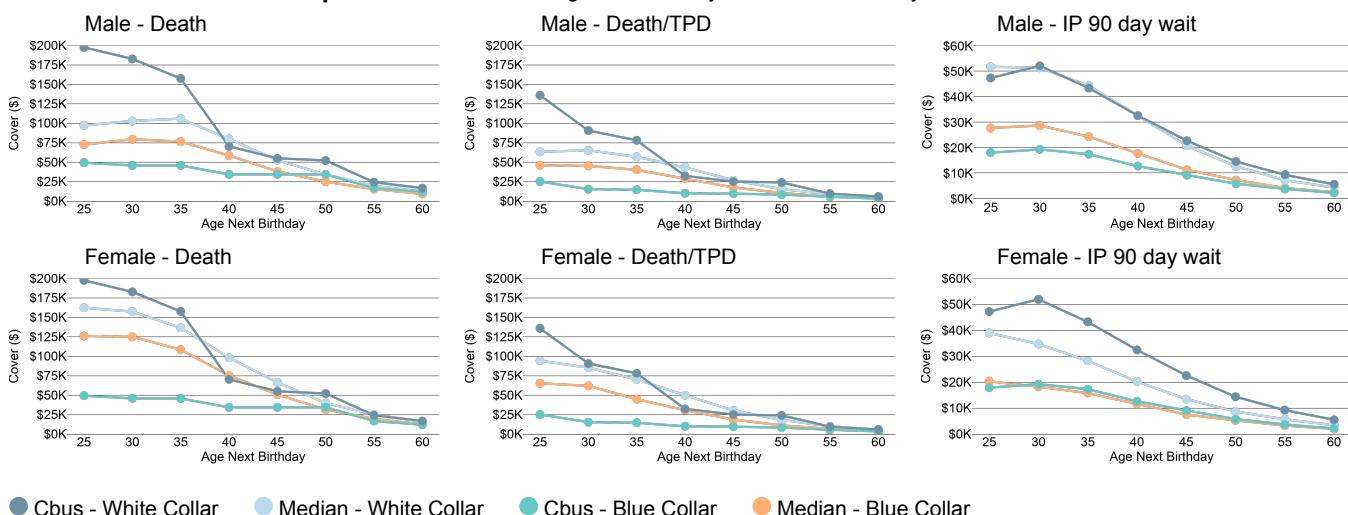 Male - Death
Male - Death/TPD
Male - IP 90 day wait
$200K
$175K
$150K
$125K
$100K
$75K
$50K
$25K
$0K
Cover ($)
25 30 35 40 45 50 55 60
Age Next Birthday
$200K
$175K
$150K
$125K
$100K
$75K
$50K
$25K
$0K
Cover ($)
25 30 35 40 45 50 55 60
Age Next Birthday
$60K
$50K
$40K
$30K
$20K
$10K
$0K
Cover ($)
25 30 35 40 45 50 55 60
Age Next Birthday
Female - Death
Female - Death/TPD
Female - IP 90 day wait
$200K
$175K
$150K
$125K
$100K
$75K
$50K
$25K
$0K
Cover ($)
25 30 35 40 45 50 55 60
Age Next Birthday
$200K
$175K
$150K
$125K
$100K
$75K
$50K
$25K
$0K
Cover ($)
25 30 35 40 45 50 55 60
Age Next Birthday
$60K
$50K
$40K
$30K
$20K
$10K
$0K
Cover ($)
25 30 35 40 45 50 55 60
Age Next Birthday
Cbus - White Collar
Median - White Collar
Cbus - Blue Collar
Median - Blue Collar